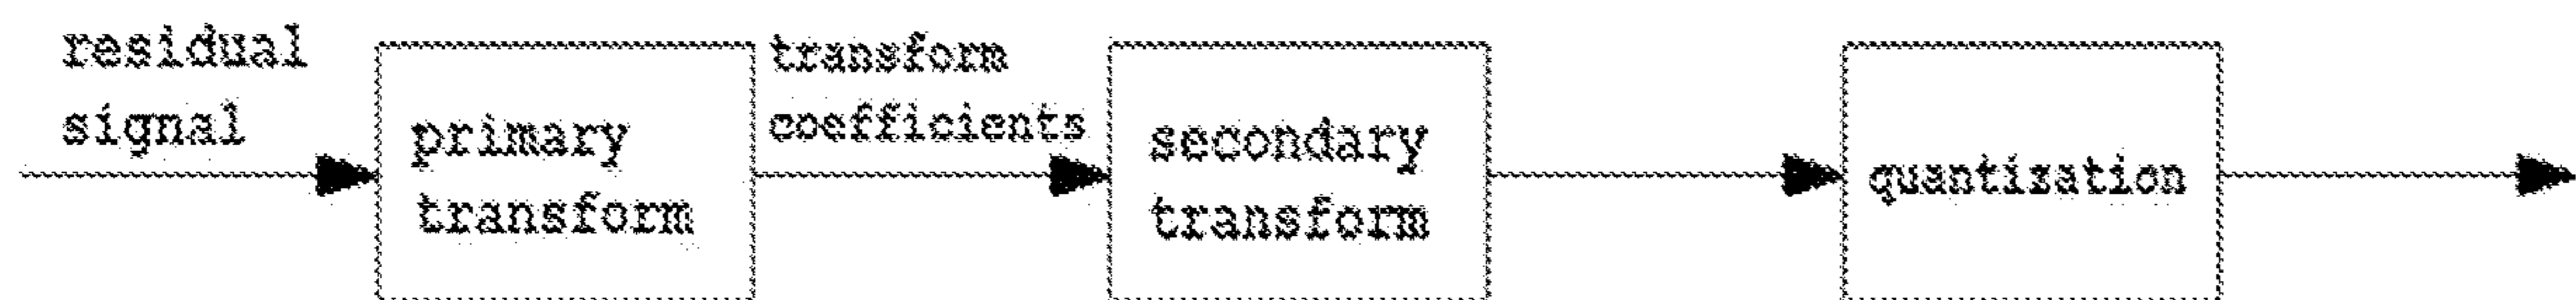 residual
signal
primary
transform
transform
coefficients
secondary
transform
quantization